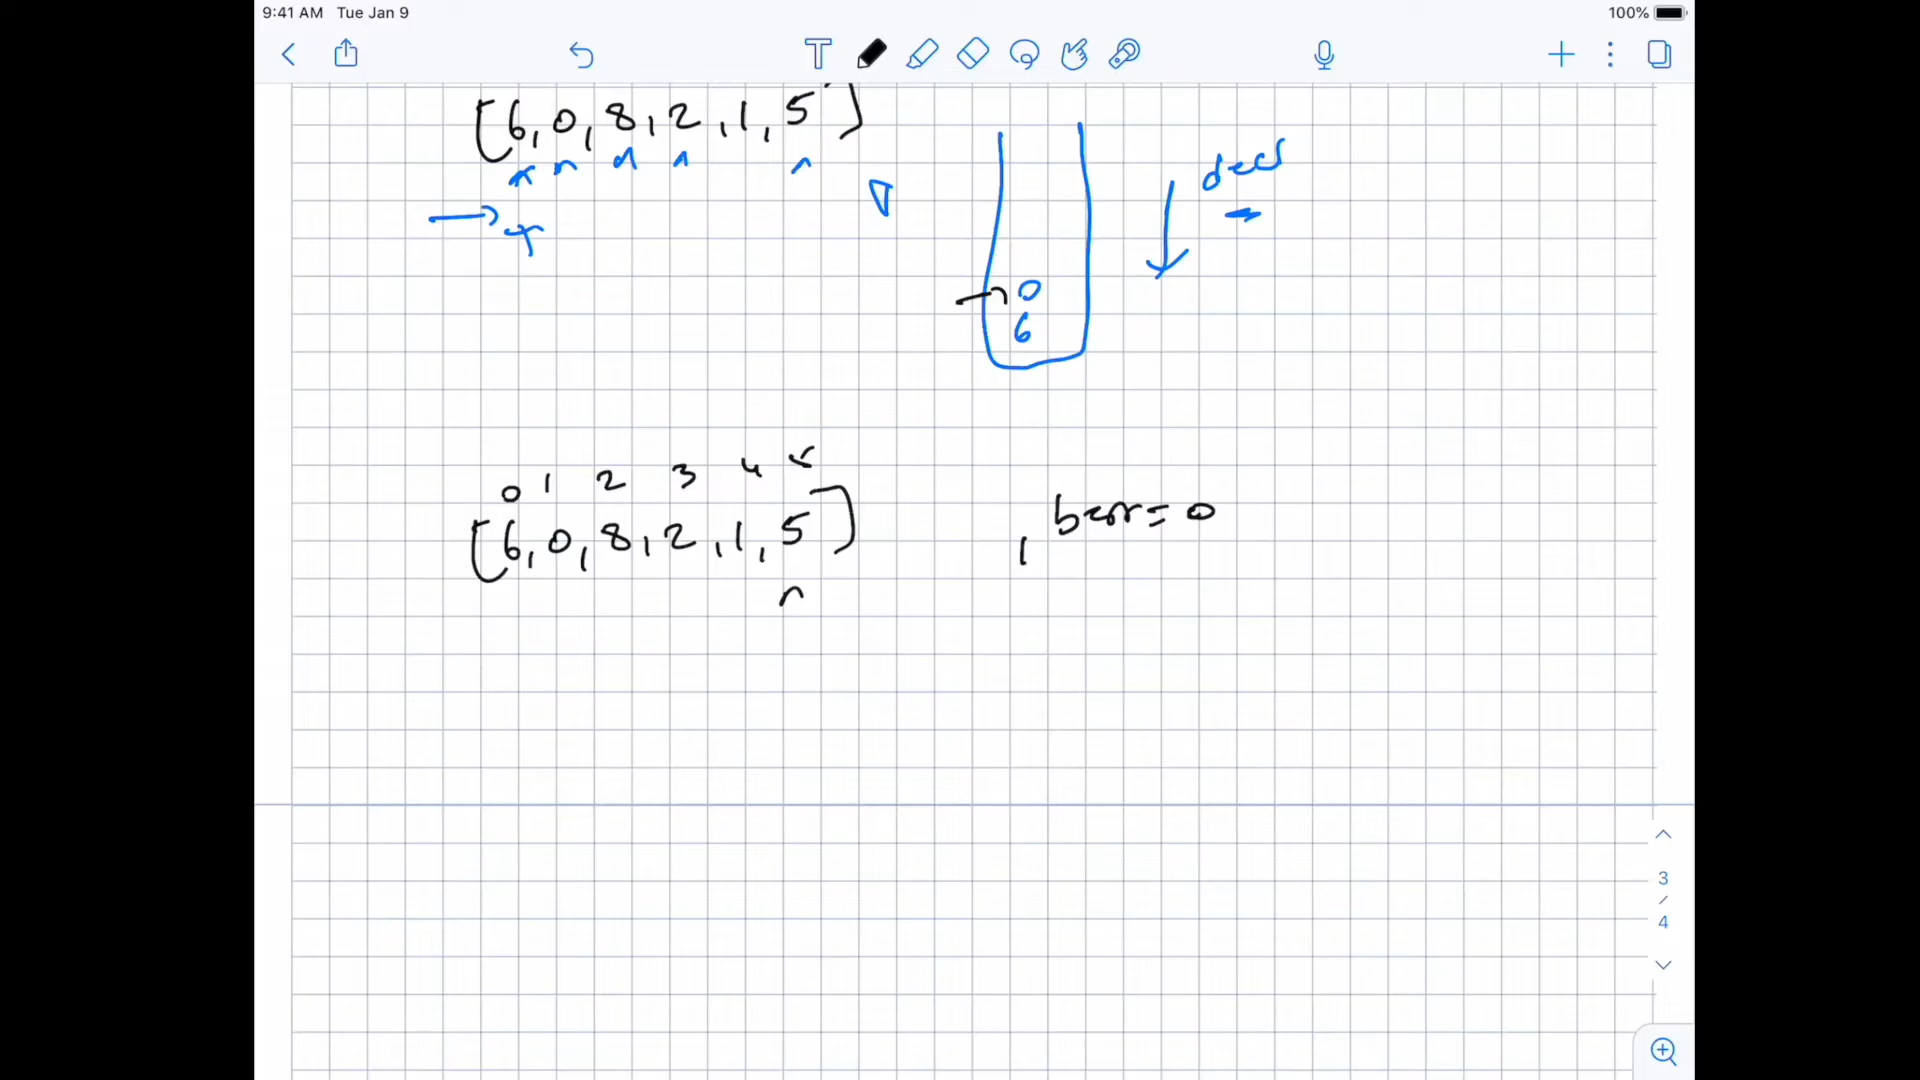 9:41 AM Tue Jan 9
100%
T
[6, 0, 8, 2, 1, 5]
decr
0
6
0 1 2 3 4 5
[6, 0, 8, 2, 1, 5]
, berr = 0
3
/
4